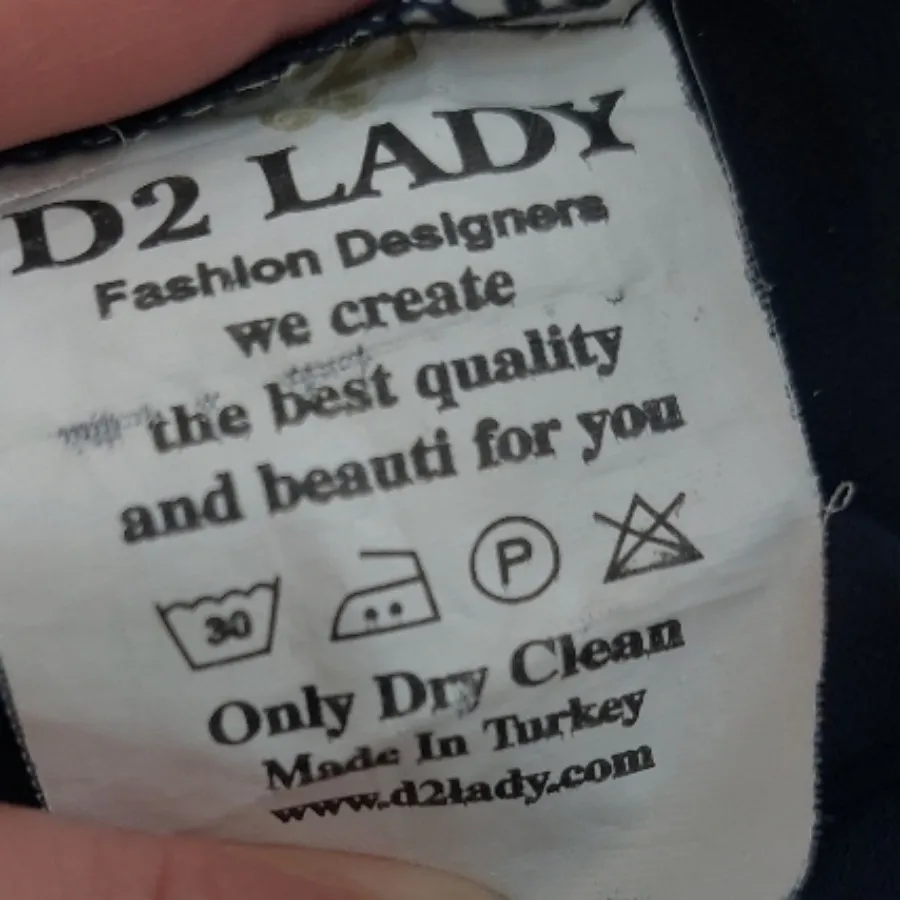 D2 LADY
Fashion Designers
we create
the best quality
and beauti for you
30 P
Only Dry Clean
Made In Turkey
www.d2lady.com